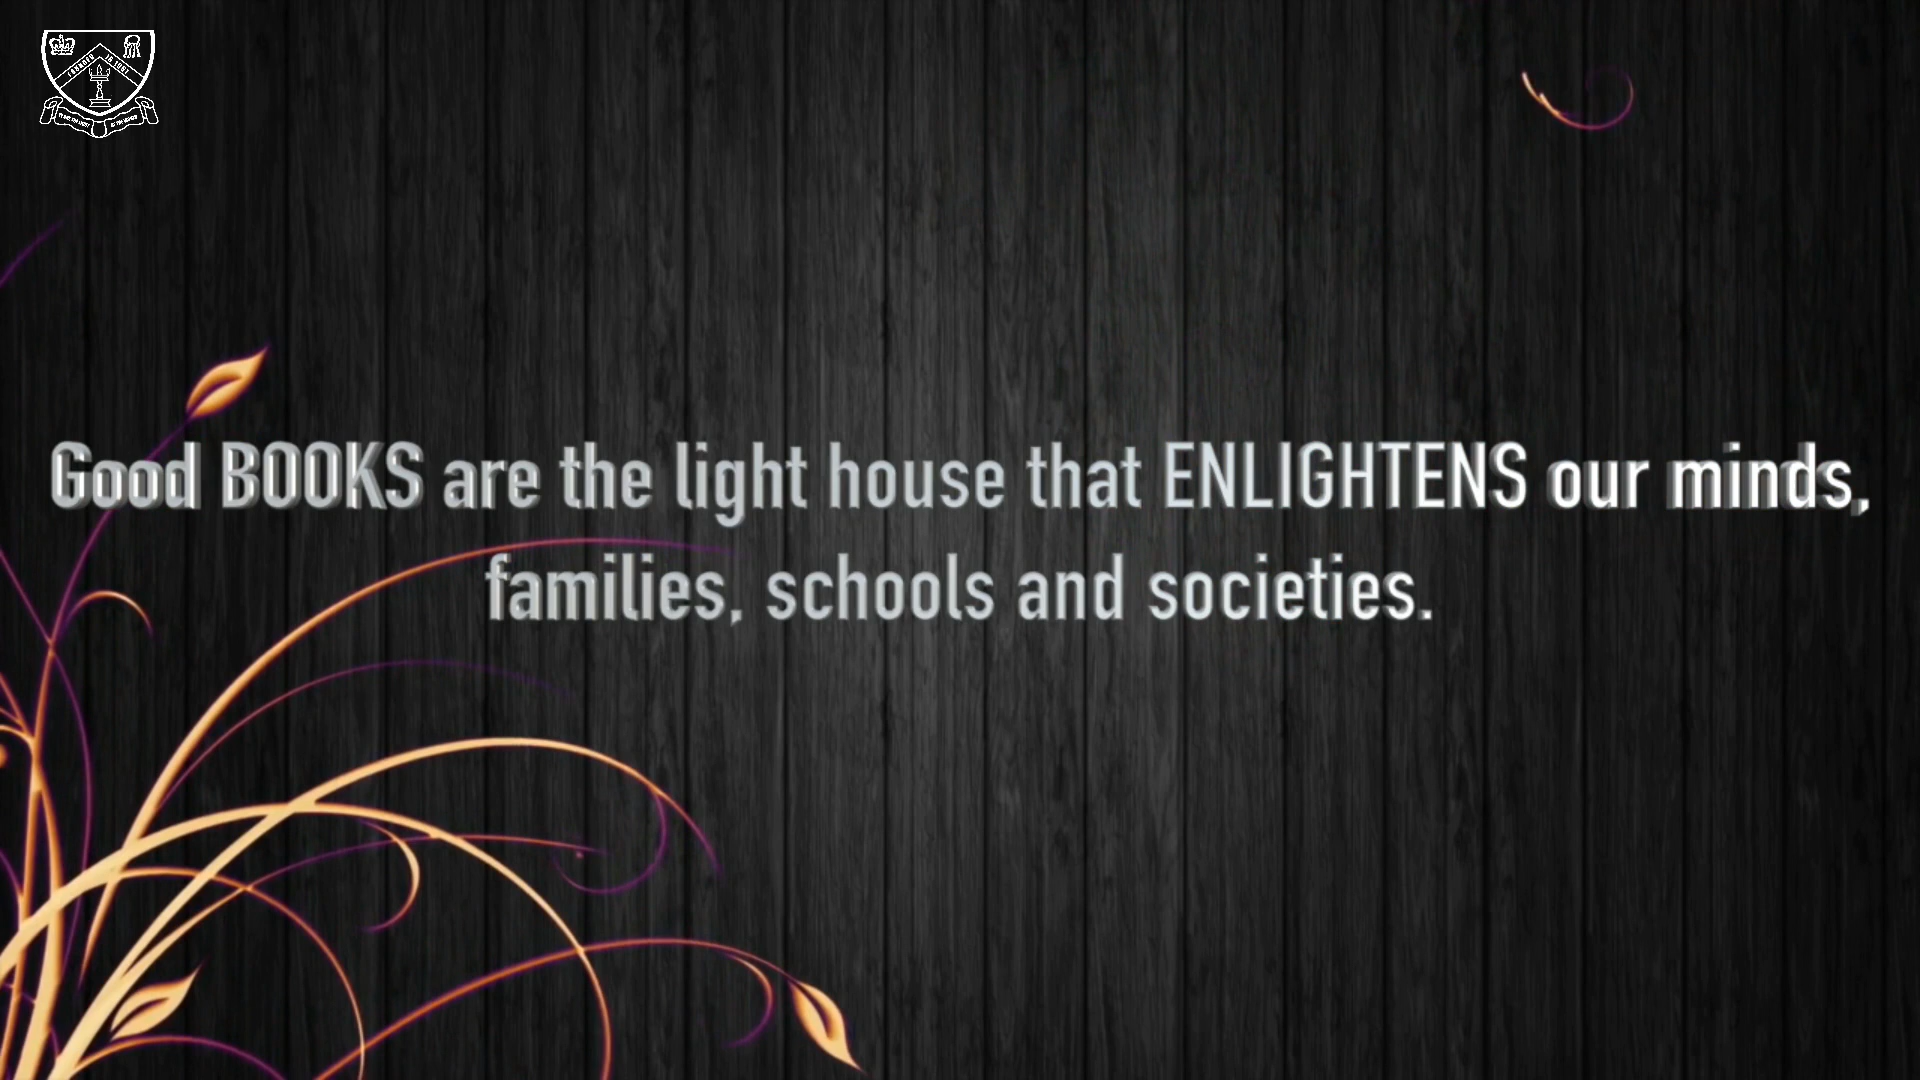 Good BOOKS are the light house that ENLIGHTENS our minds,
families, schools and societies.